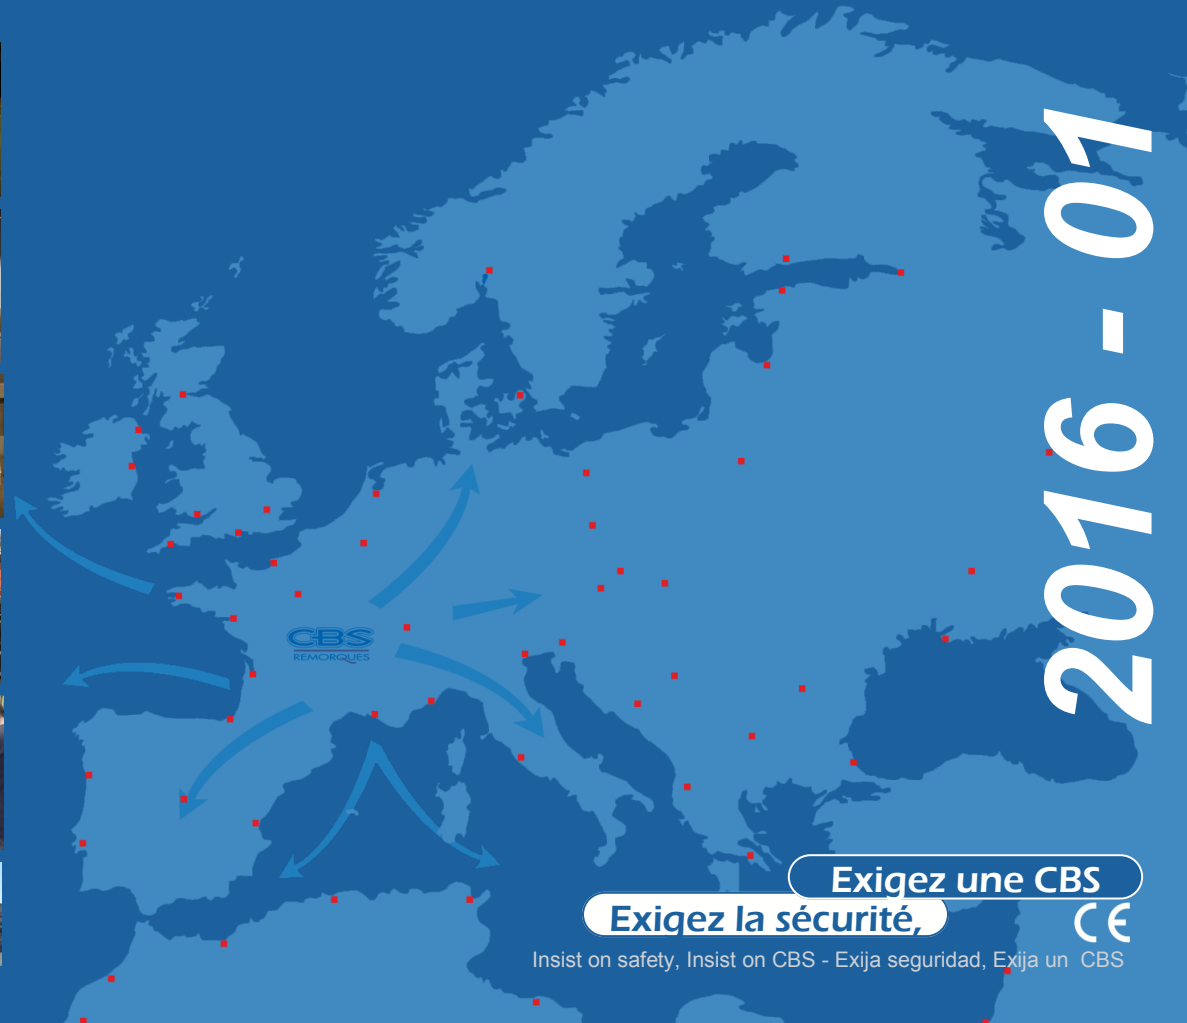 2016 - 01
CBS
REMORQUES
Exigez une CBS
Exigez la sécurité,
CE
Insist on safety, Insist on CBS - Exija seguridad, Exija un CBS